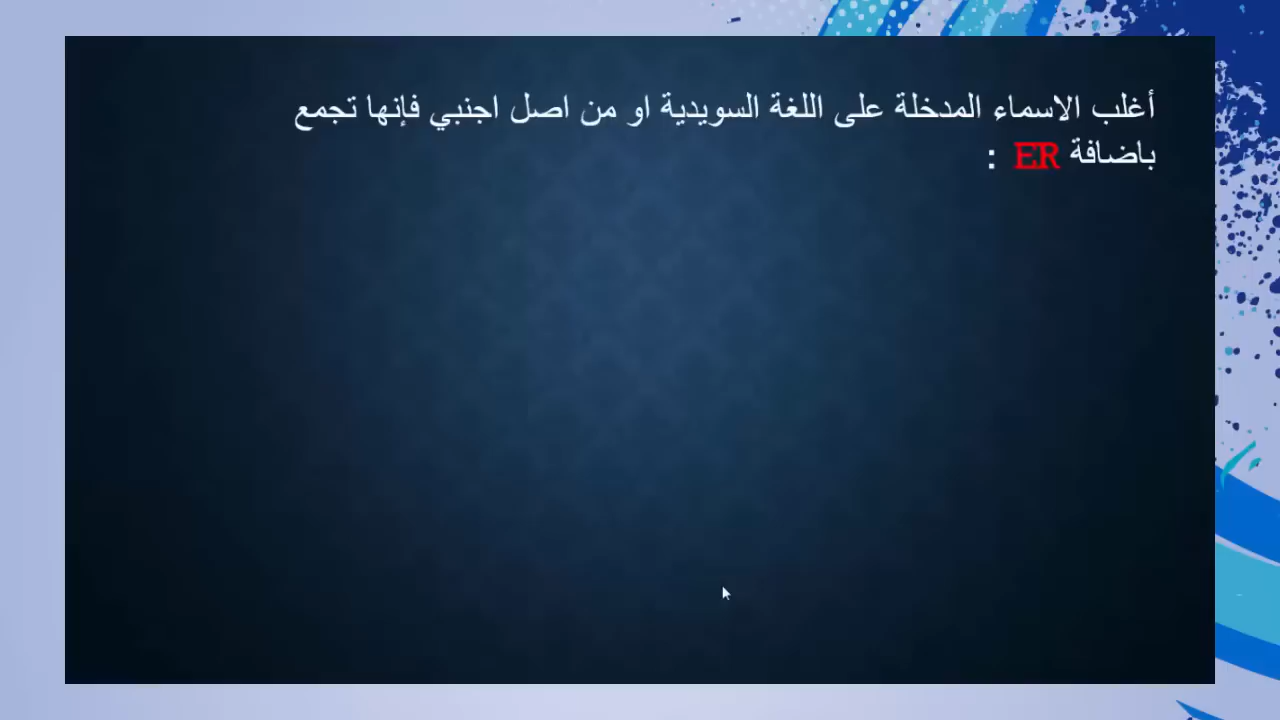 أغلب الاسماء المدخلة على اللغة السويدية او من اصل اجنبي فإنها تجمع
باضافة ER :